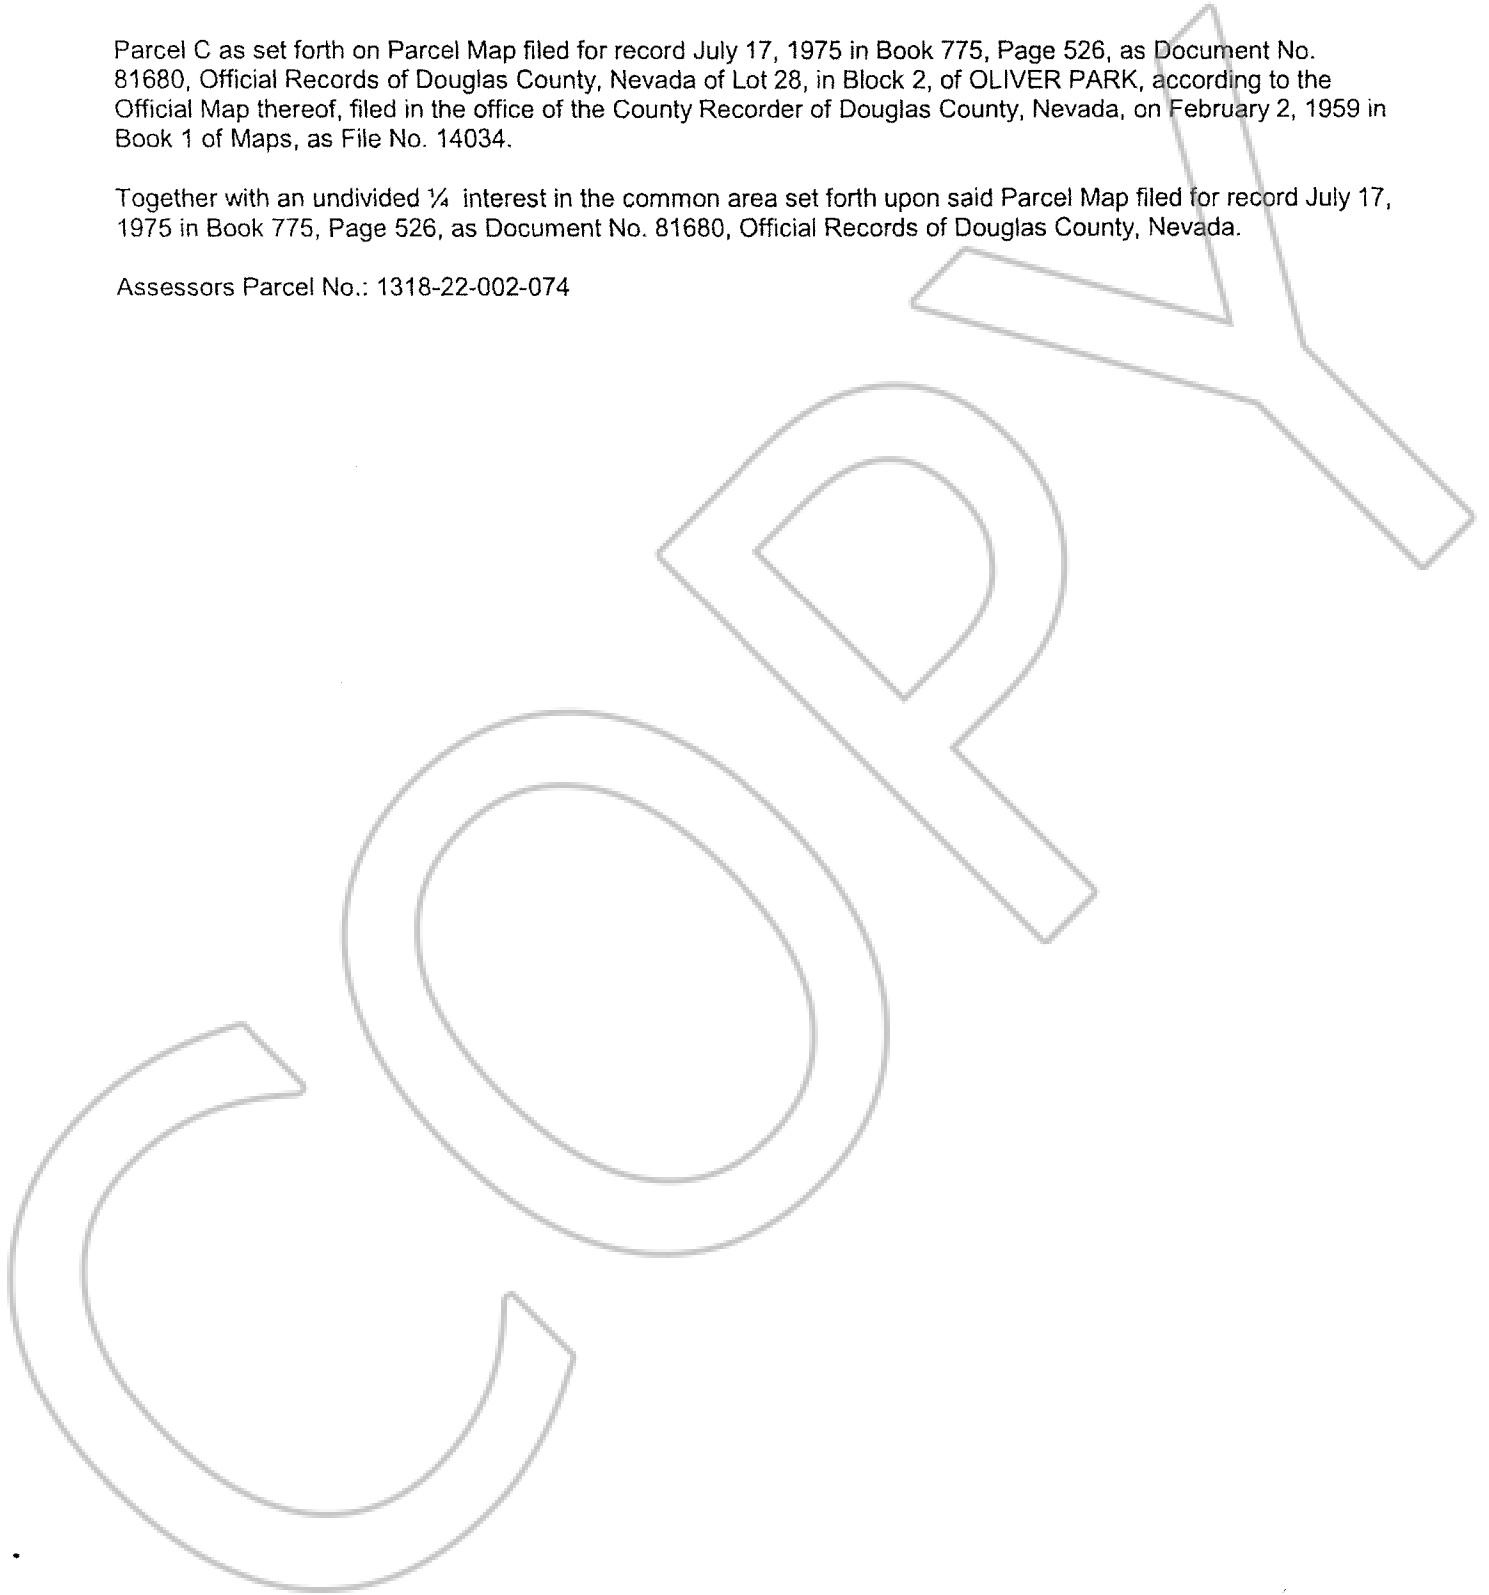 Parcel C as set forth on Parcel Map filed for record July 17, 1975 in Book 775, Page 526, as Document No.
81680, Official Records of Douglas County, Nevada of Lot 28, in Block 2, of OLIVER PARK, according to the
Official Map thereof, filed in the office of the County Recorder of Douglas County, Nevada, on February 2, 1959 in
Book 1 of Maps, as File No. 14034.
Together with an undivided ¼ interest in the common area set forth upon said Parcel Map filed for record July 17,
1975 in Book 775, Page 526, as Document No. 81680, Official Records of Douglas County, Nevada.
Assessors Parcel No.: 1318-22-002-074
COPY